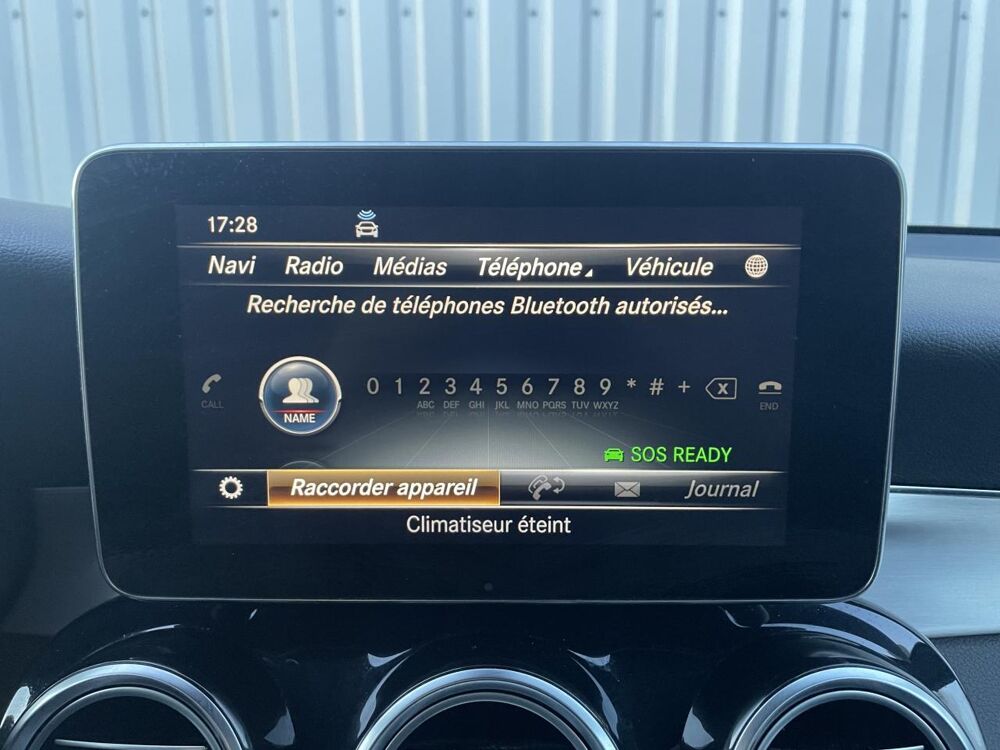 17:28
Navi Radio Médias Téléphone Véhicule
Recherche de téléphones Bluetooth autorisés...
0 1 2 3 4 5 6 7 8 9 * # +
CALL NAME ABC DEF GHI JKL MNO PQRS TUV WXYZ END
SOS READY
Raccorder appareil Journal
Climatiseur éteint